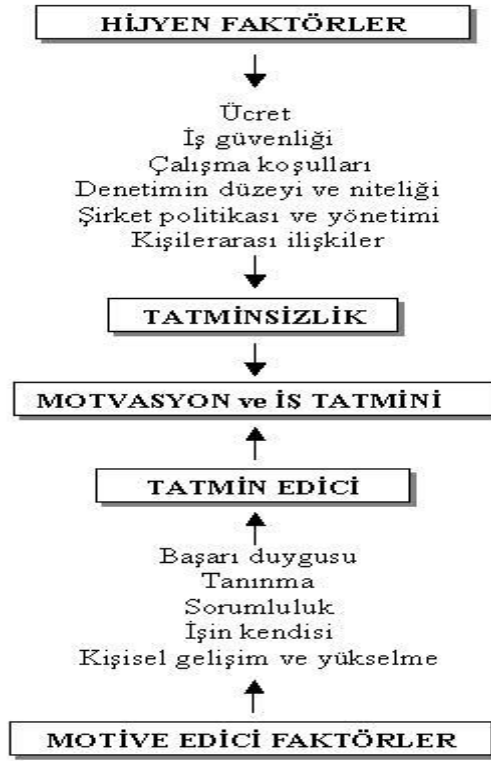 HİJYEN FAKTÖRLER
Ücret
İş güvenliği
Çalışma koşulları
Denetimin düzeyi ve niteliği
Şirket politikası ve yönetimi
Kişilerarası ilişkiler
TATMİNSİZLİK
MOTVASYON ve İŞ TATMİNİ
TATMİN EDİCİ
Başarı duygusu
Tanınma
Sorumluluk
İşin kendisi
Kişisel gelişim ve yükselme
MOTİVE EDİCİ FAKTÖRLER